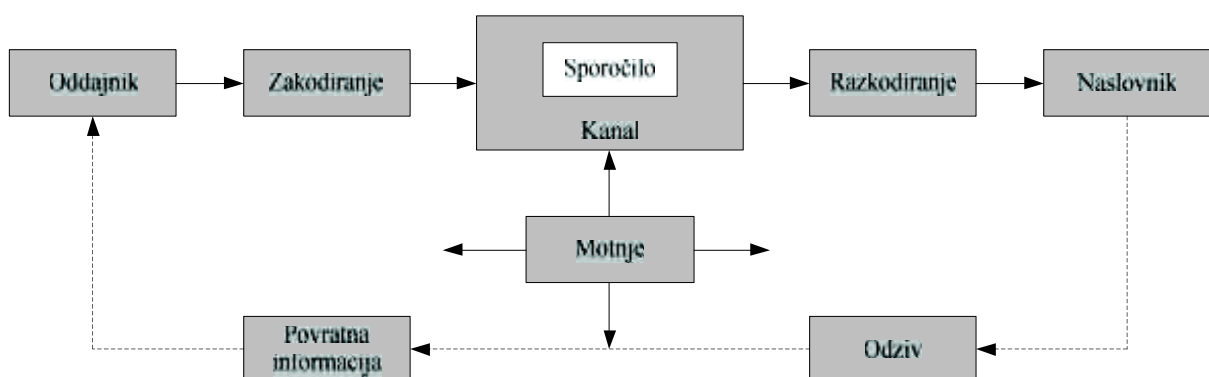 Oddajnik
Zakodiranje
Sporočilo
Kanal
Razkodiranje
Naslovnik
Motnje
Povratna
informacija
Odziv